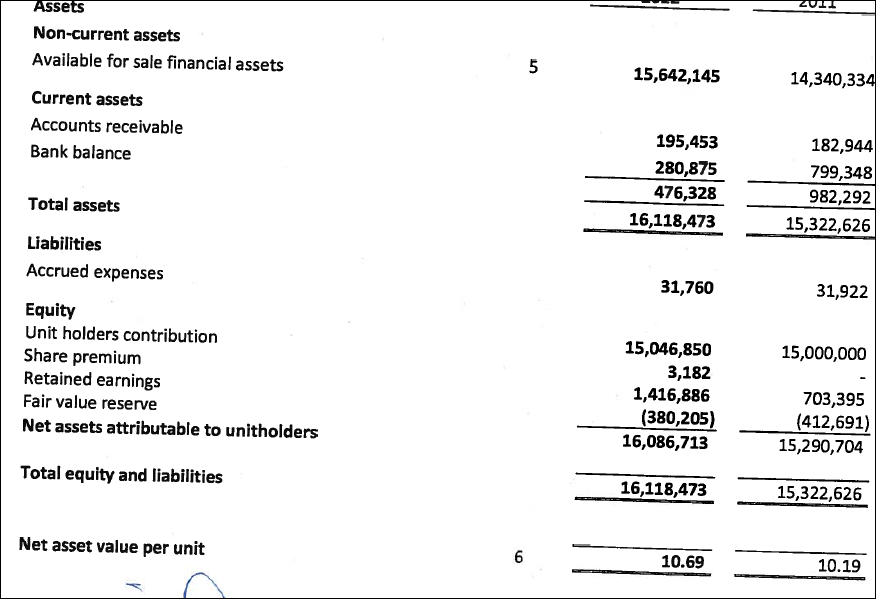 Assets 2011
Non-current assets
Available for sale financial assets 5 15,642,145 14,340,334
Current assets
Accounts receivable 195,453 182,944
Bank balance 280,875 799,348
476,328 982,292
Total assets 16,118,473 15,322,626
Liabilities
Accrued expenses 31,760 31,922
Equity
Unit holders contribution 15,046,850 15,000,000
Share premium 3,182 -
Retained earnings 1,416,886 703,395
Fair value reserve (380,205) (412,691)
Net assets attributable to unitholders 16,086,713 15,290,704
Total equity and liabilities 16,118,473 15,322,626
Net asset value per unit 6 10.69 10.19